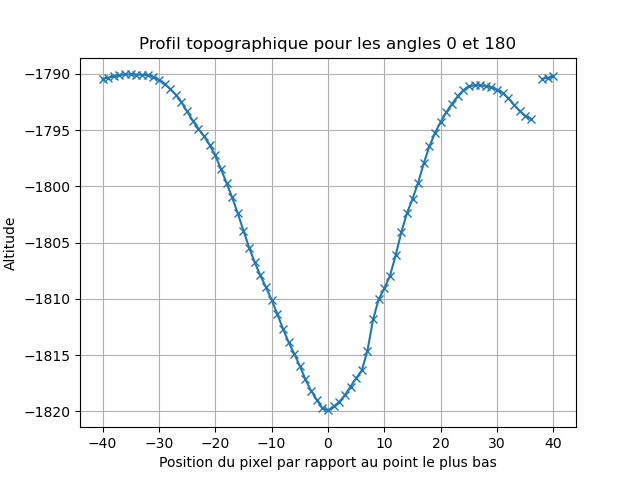 Profil topographique pour les angles 0 et 180
Altitude
−1790
−1795
−1800
−1805
−1810
−1815
−1820
−40 −30 −20 −10 0 10 20 30 40
Position du pixel par rapport au point le plus bas